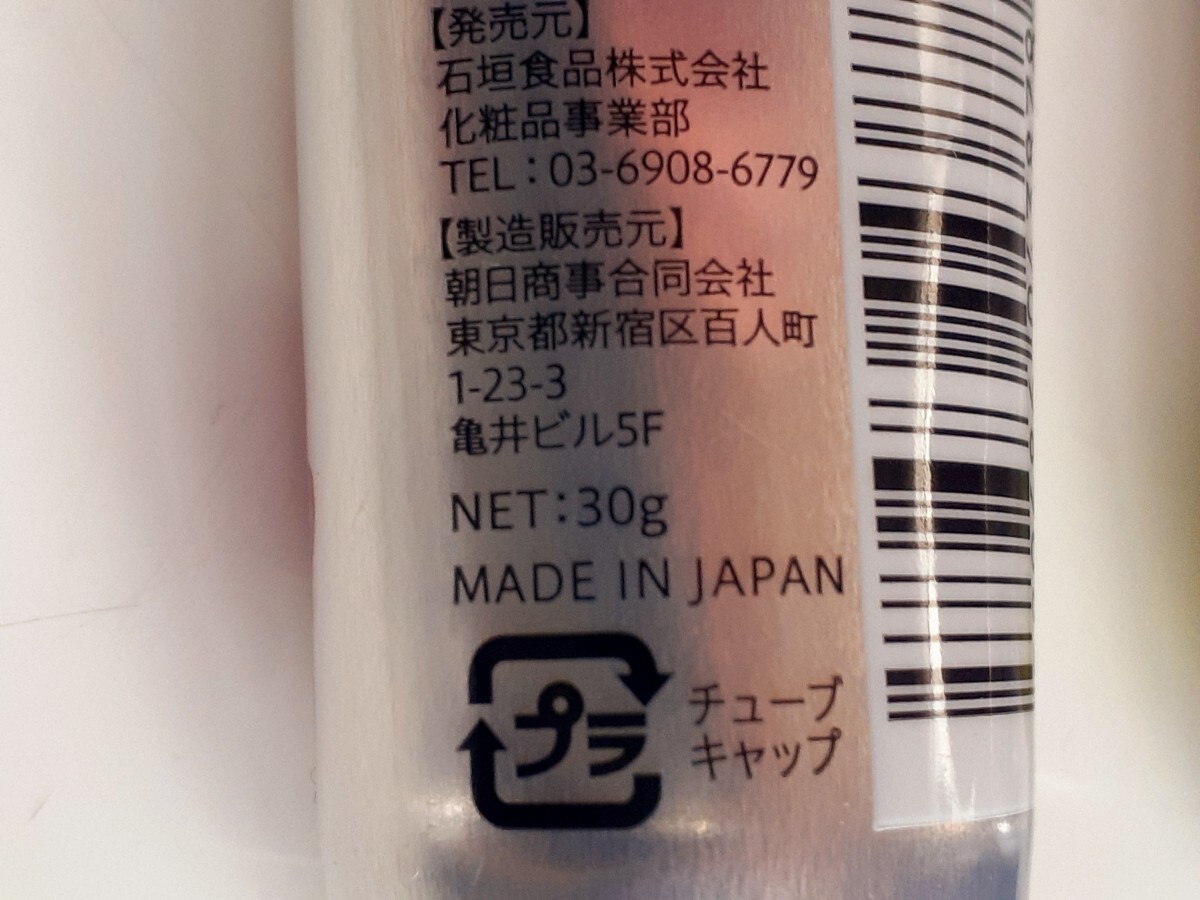 【発売元】
石垣食品株式会社
化粧品事業部
TEL：03-6908-6779
【製造販売元】
朝日商事合同会社
東京都新宿区百人町
1-23-3
亀井ビル5F
NET：30g
MADE IN JAPAN
プラ
チューブ
キャップ